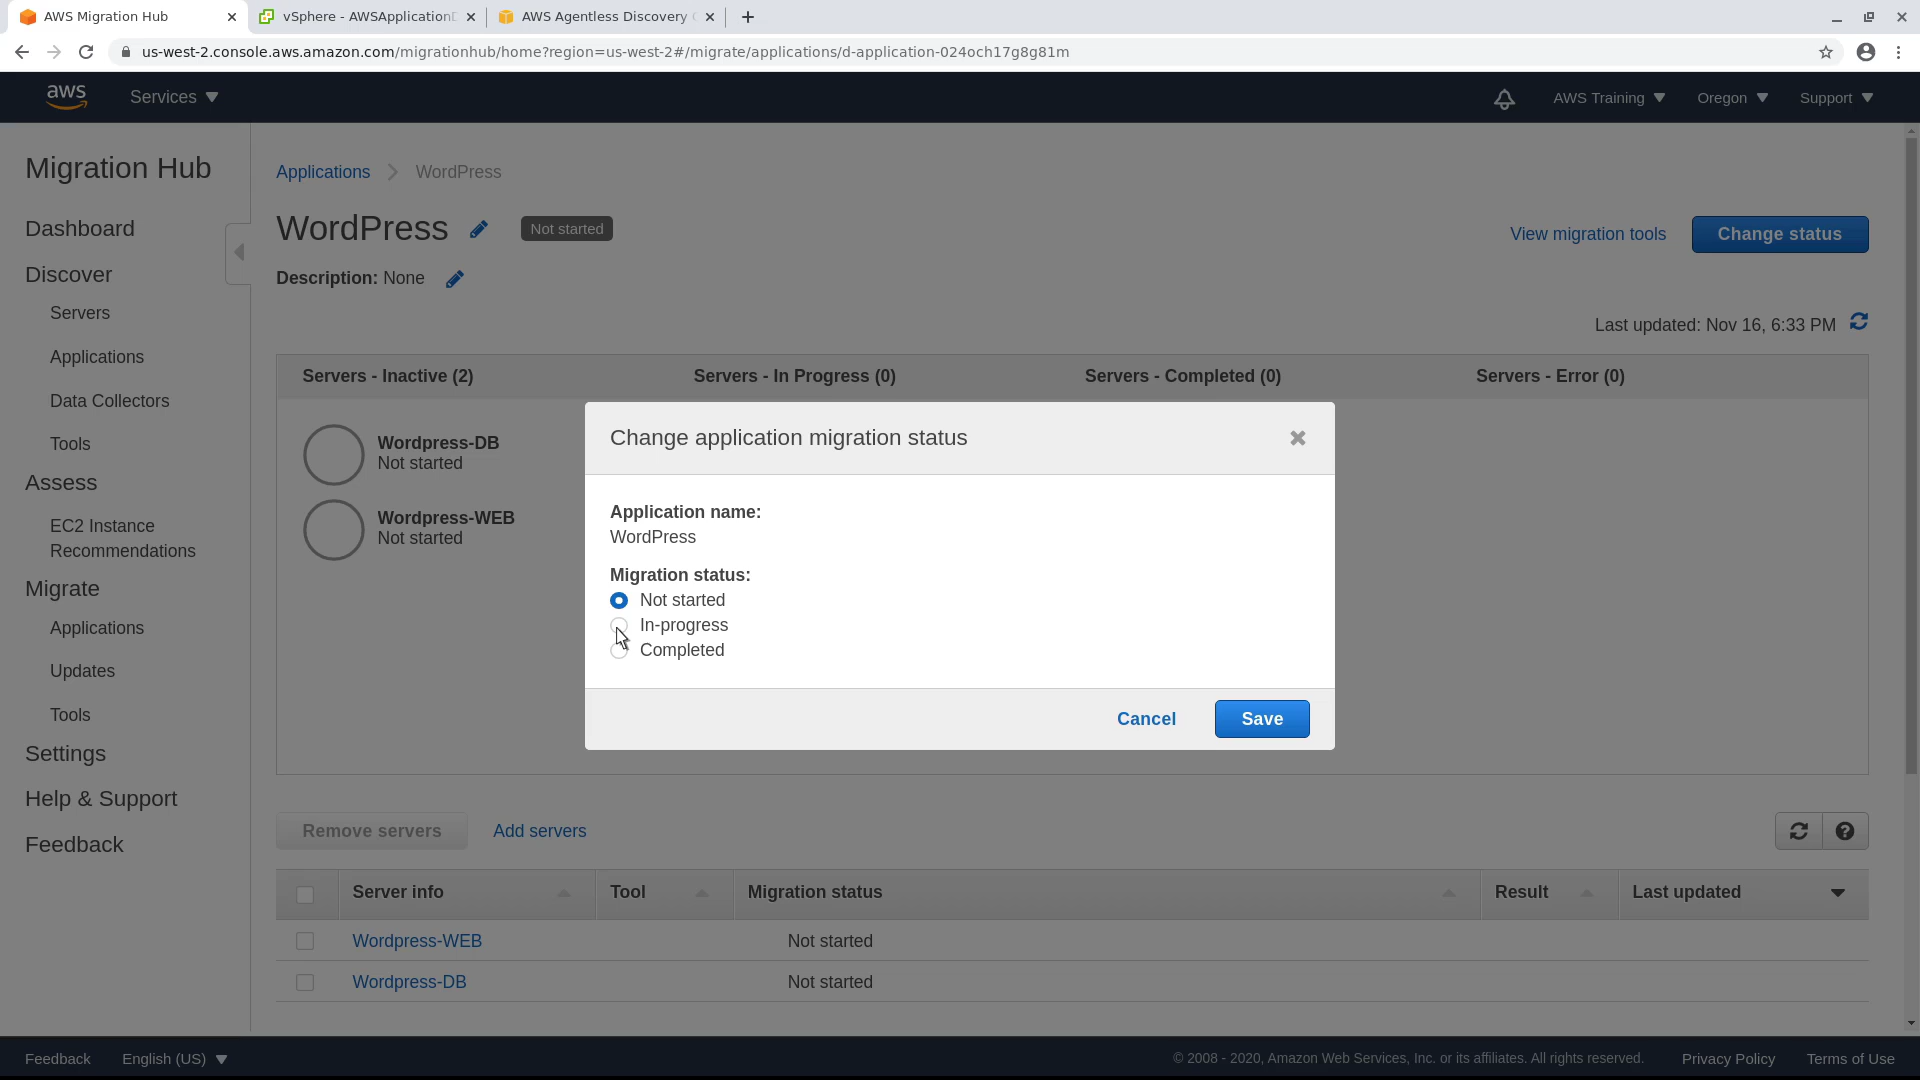 AWS Migration Hub
vSphere - AWSApplication
AWS Agentless Discovery
us-west-2.console.aws.amazon.com/migrationhub/home?region=us-west-2#/migrate/applications/d-application-024och17g8g81m
aws
Services
AWS Training
Oregon
Support
Migration Hub
Dashboard
Discover
Servers
Applications
Data Collectors
Tools
Assess
EC2 Instance
Recommendations
Migrate
Applications
Updates
Tools
Settings
Help & Support
Feedback
Applications
WordPress
WordPress
Not started
View migration tools
Change status
Description: None
Last updated: Nov 16, 6:33 PM
Servers - Inactive (2)
Servers - In Progress (0)
Servers - Completed (0)
Servers - Error (0)
Wordpress-DB
Not started
Wordpress-WEB
Not started
Change application migration status
Application name:
WordPress
Migration status:
Not started
In-progress
Completed
Cancel
Save
Remove servers
Add servers
Server info
Tool
Migration status
Result
Last updated
Wordpress-WEB
Not started
Wordpress-DB
Not started
Feedback
English (US)
© 2008 - 2020, Amazon Web Services, Inc. or its affiliates. All rights reserved.
Privacy Policy
Terms of Use